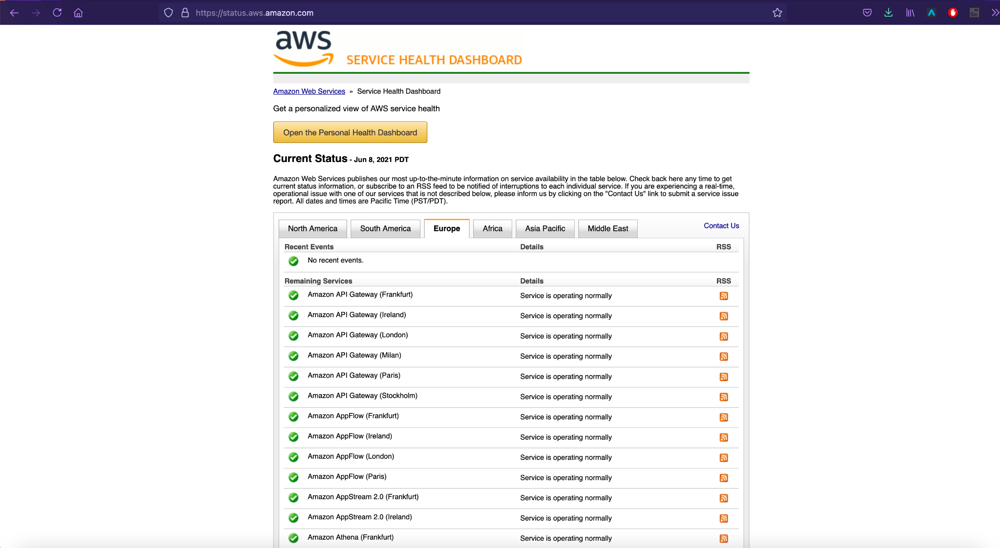 https://status.aws.amazon.com
Se
aws
SERVICE HEALTH DASHBOARD
Amazon Web Services » Service Health Dashboard
Get a personalized view of AWS service health
Open the Personal Health Dashboard
Current Status - Jun 8, 2021 PDT
Amazon Web Services publishes our most up-to-the-minute information on service availability in the table below. Check back here any time to get
current status information, or subscribe to an RSS feed to be notified of interruptions to each individual service. If you are experiencing a real-time,
operational issue with one of our services that is not described below, please inform us by clicking on the "Contact Us" link to submit a service issue
report. All dates and times are Pacific Time (PST/PDT).
North America South America Europe Africa Asia Pacific Middle East Contact Us
Recent Events Details RSS
No recent events.
Remaining Services Details RSS
Amazon API Gateway (Frankfurt) Service is operating normally
Amazon API Gateway (Ireland) Service is operating normally
Amazon API Gateway (London) Service is operating normally
Amazon API Gateway (Milan) Service is operating normally
Amazon API Gateway (Paris) Service is operating normally
Amazon API Gateway (Stockholm) Service is operating normally
Amazon AppFlow (Frankfurt) Service is operating normally
Amazon AppFlow (Ireland) Service is operating normally
Amazon AppFlow (London) Service is operating normally
Amazon AppFlow (Paris) Service is operating normally
Amazon AppStream 2.0 (Frankfurt) Service is operating normally
Amazon AppStream 2.0 (Ireland) Service is operating normally
Amazon Athena (Frankfurt) Service is operating normally